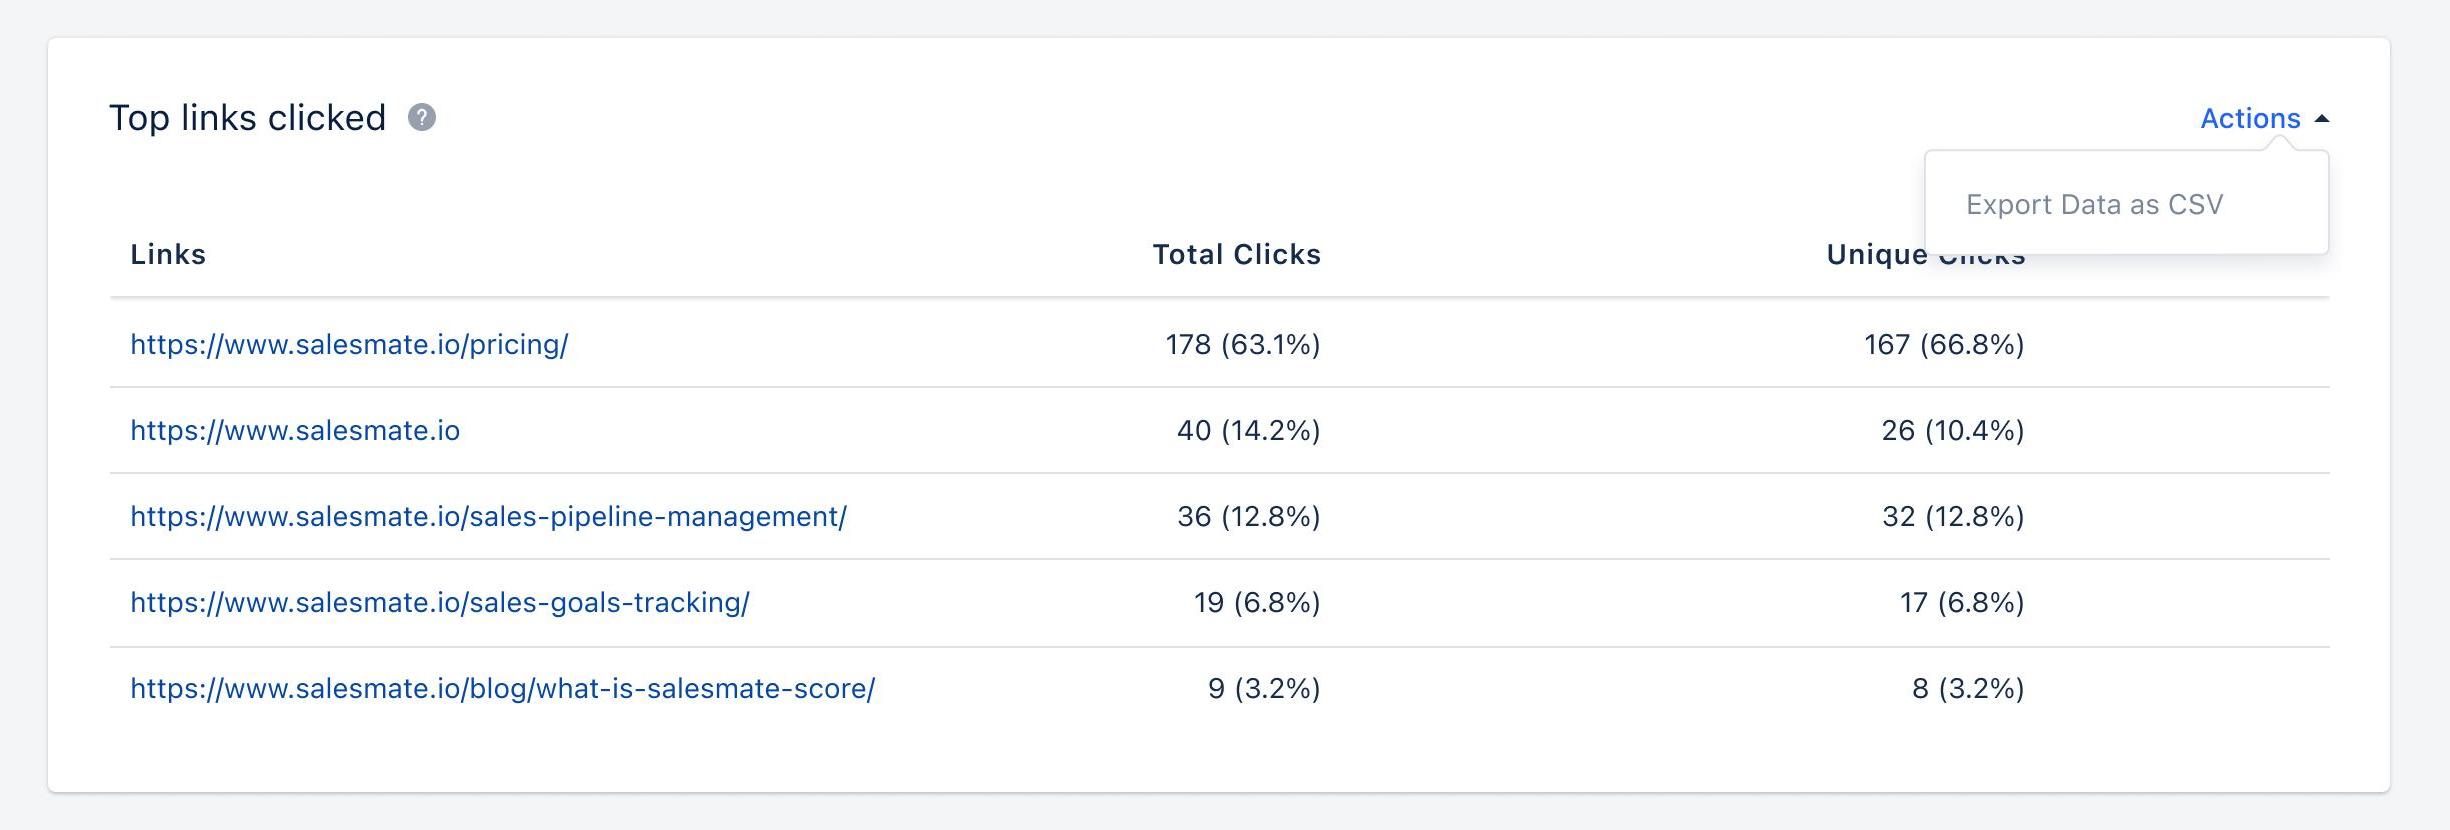 Top links clicked ?
Actions
Export Data as CSV
Links Total Clicks Unique Clicks
https://www.salesmate.io/pricing/ 178 (63.1%) 167 (66.8%)
https://www.salesmate.io 40 (14.2%) 26 (10.4%)
https://www.salesmate.io/sales-pipeline-management/ 36 (12.8%) 32 (12.8%)
https://www.salesmate.io/sales-goals-tracking/ 19 (6.8%) 17 (6.8%)
https://www.salesmate.io/blog/what-is-salesmate-score/ 9 (3.2%) 8 (3.2%)